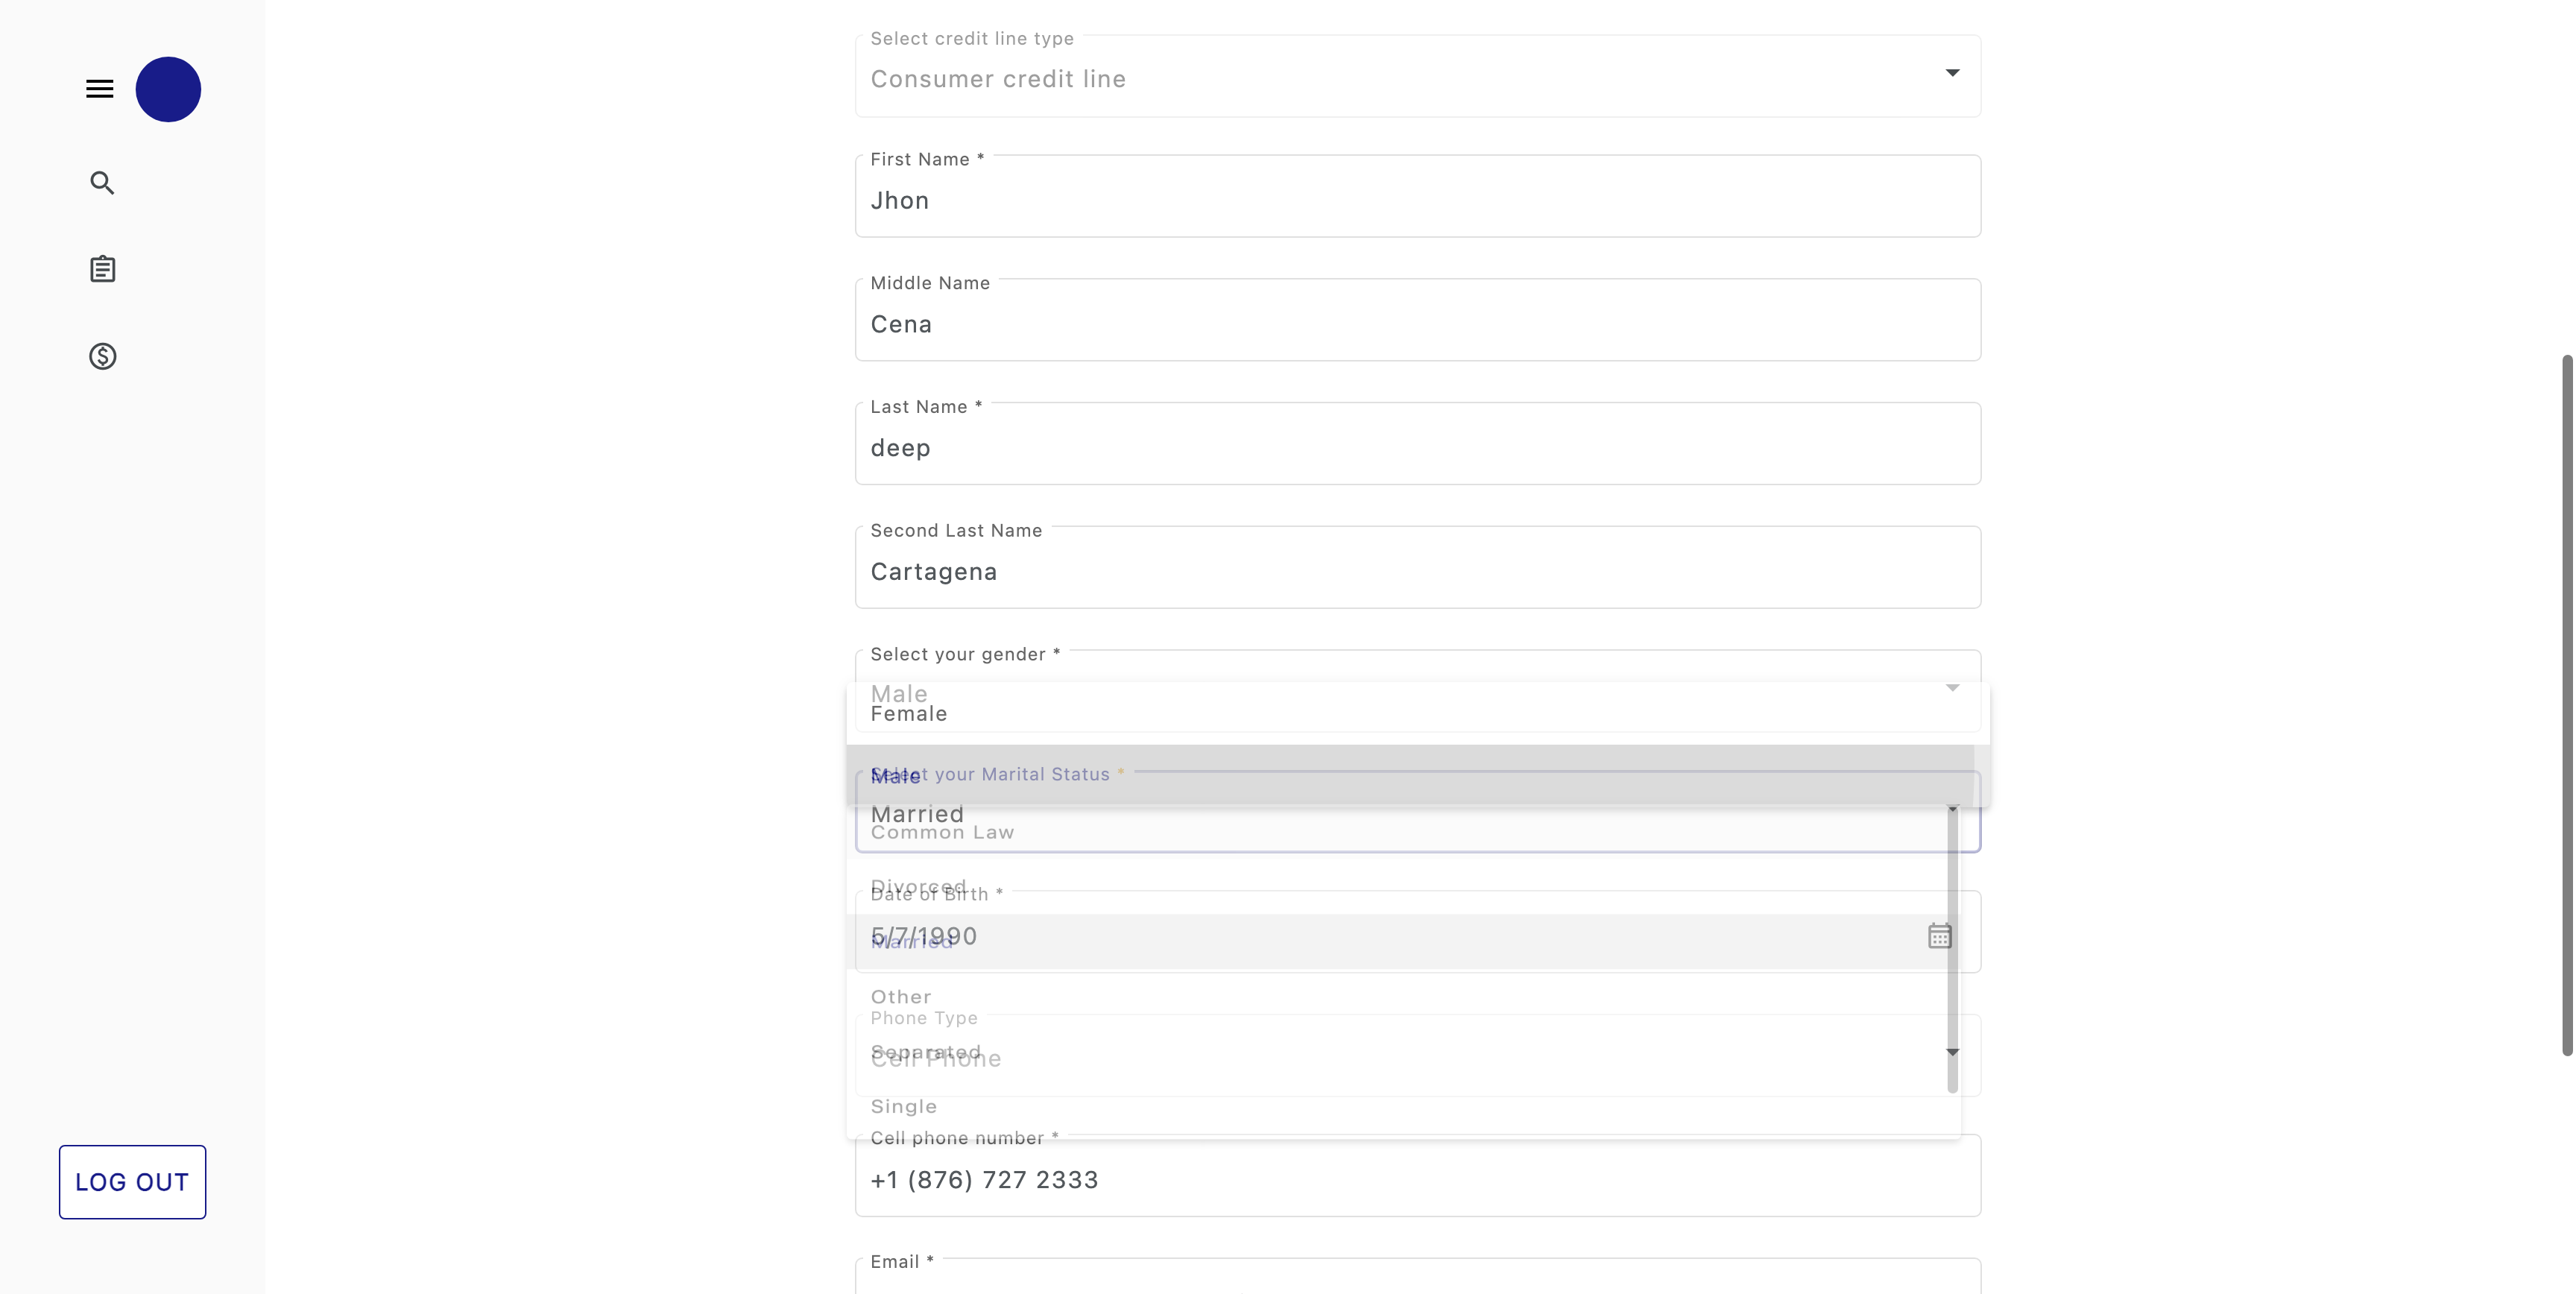 Select credit line type
Consumer credit line
First Name *
Jhon
Middle Name
Cena
Last Name *
deep
Second Last Name
Cartagena
Select your gender *
Male
Female
Male
Select your Marital Status *
Married
Common Law
Divorced
Date of Birth *
5/7/1990
Married
Other
Phone Type
Separated
Cell Phone
Single
Cell phone number *
+1 (876) 727 2333
Email *
LOG OUT